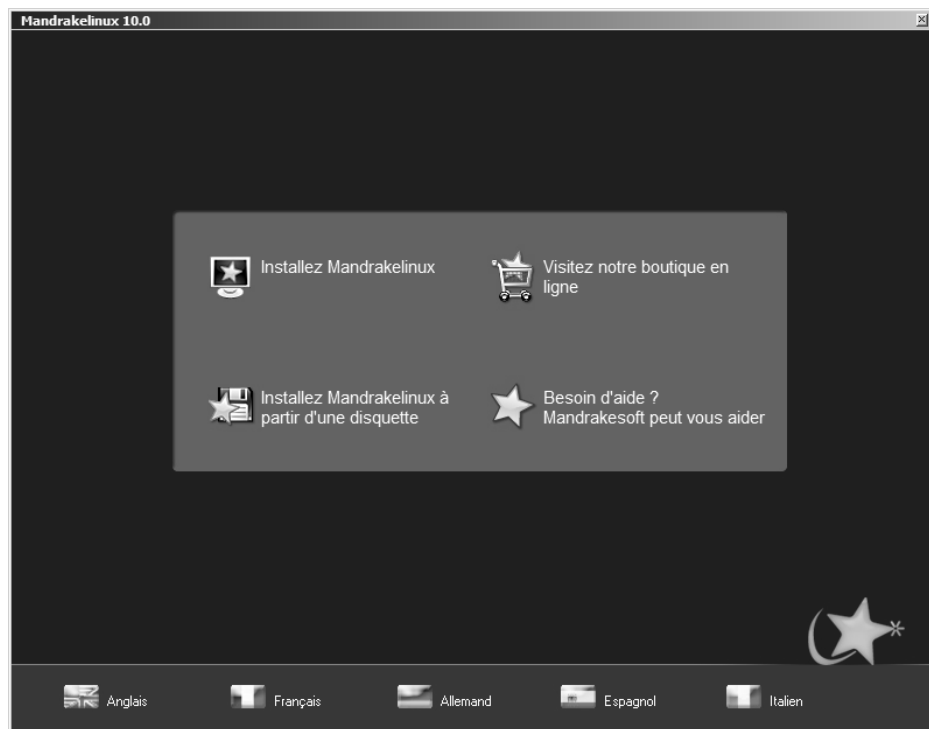 Mandrakelinux 10.0
Installez Mandrakelinux
Visitez notre boutique en
ligne
Installez Mandrakelinux à
partir d'une disquette
Besoin d'aide ?
Mandrakesoft peut vous aider
Anglais
Français
Allemand
Espagnol
Italien